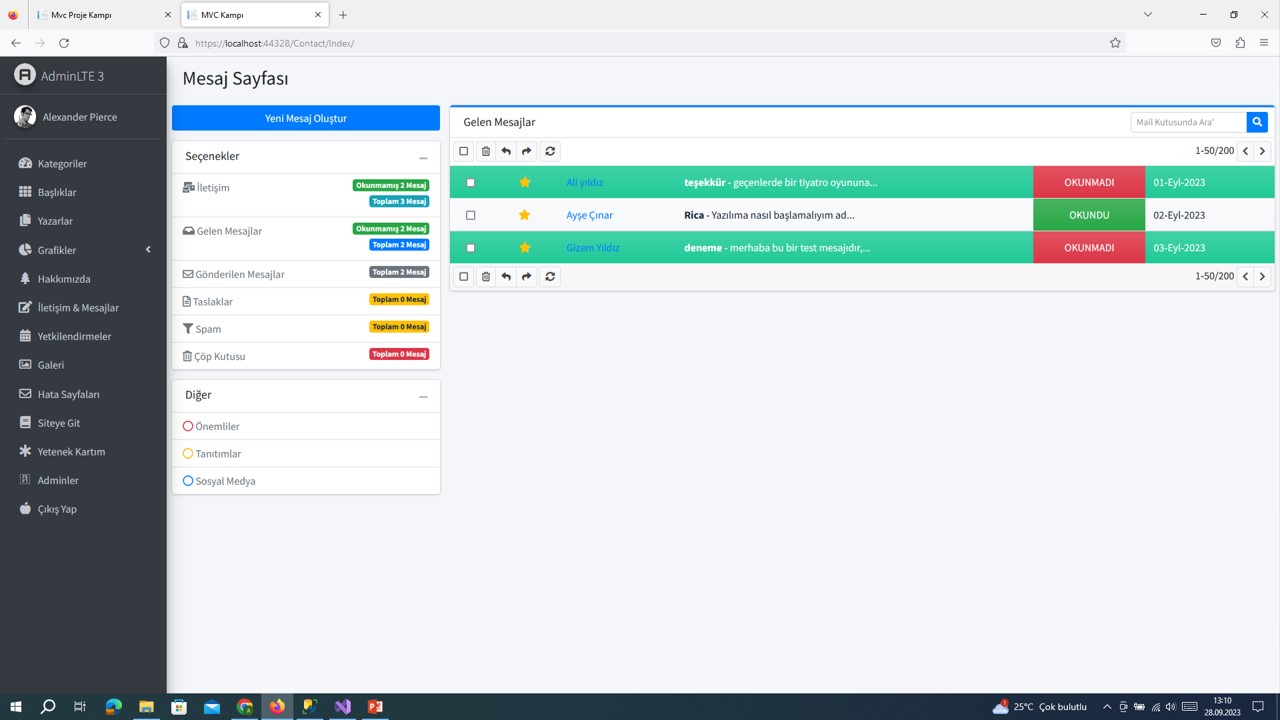 Mvc Proje Kampı
MVC Kampı
https://localhost:44328/Contact/Index/
AdminLTE 3
Alexander Pierce
Kategoriler
Başlıklar
Yazarlar
Grafikler
Hakkımızda
İletişim & Mesajlar
Yetkilendirmeler
Galeri
Hata Sayfaları
Siteye Git
Yetenek Kartım
Adminler
Çıkış Yap
Mesaj Sayfası
Yeni Mesaj Oluştur
Seçenekler
İletişim Okunmamış 2 Mesaj
Toplam 3 Mesaj
Gelen Mesajlar Okunmamış 2 Mesaj
Toplam 2 Mesaj
Gönderilen Mesajlar Toplam 2 Mesaj
Taslaklar Toplam 0 Mesaj
Spam Toplam 0 Mesaj
Çöp Kutusu Toplam 0 Mesaj
Diğer
Önemliler
Tanıtımlar
Sosyal Medya
Gelen Mesajlar
Mail Kutusunda Ara'
1-50/200
Ali yıldız teşekkür - geçenlerde bir tiyatro oyununa... OKUNMADI 01-Eyl-2023
Ayşe Çınar Rica - Yazılıma nasıl başlamalıyım ad... OKUNDU 02-Eyl-2023
Gizem Yıldız deneme - merhaba bu bir test mesajıdır,... OKUNMADI 03-Eyl-2023
1-50/200
25°C Çok bulutlu
13:10
28.09.2023